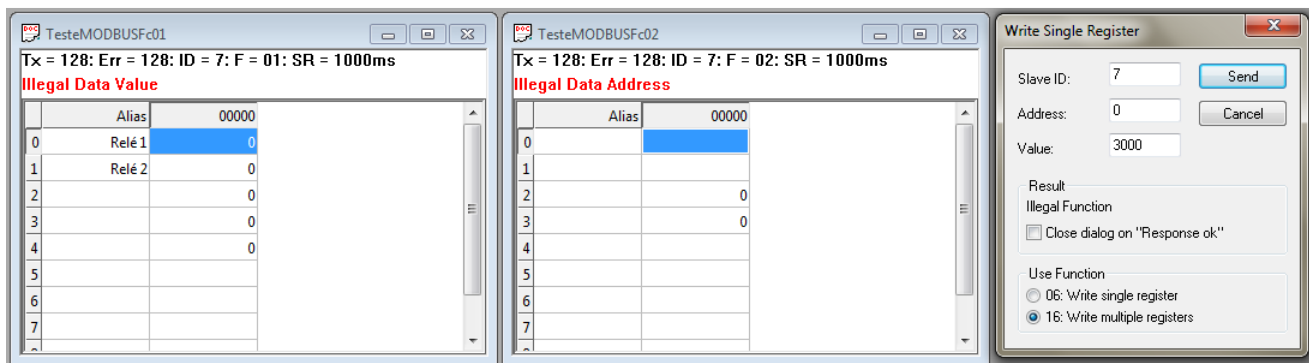 TesteMODBUSFc01
Tx = 128: Err = 128: ID = 7: F = 01: SR = 1000ms
Illegal Data Value
Alias 00000
0 Relé 1 0
1 Relé 2 0
2 0
3 0
4 0
5
6
7
TesteMODBUSFc02
Tx = 128: Err = 128: ID = 7: F = 02: SR = 1000ms
Illegal Data Address
Alias 00000
0
1
2 0
3 0
4
5
6
7
Write Single Register
Slave ID: 7 Send
Address: 0 Cancel
Value: 3000
Result
Illegal Function
Close dialog on "Response ok"
Use Function
06: Write single register
16: Write multiple registers